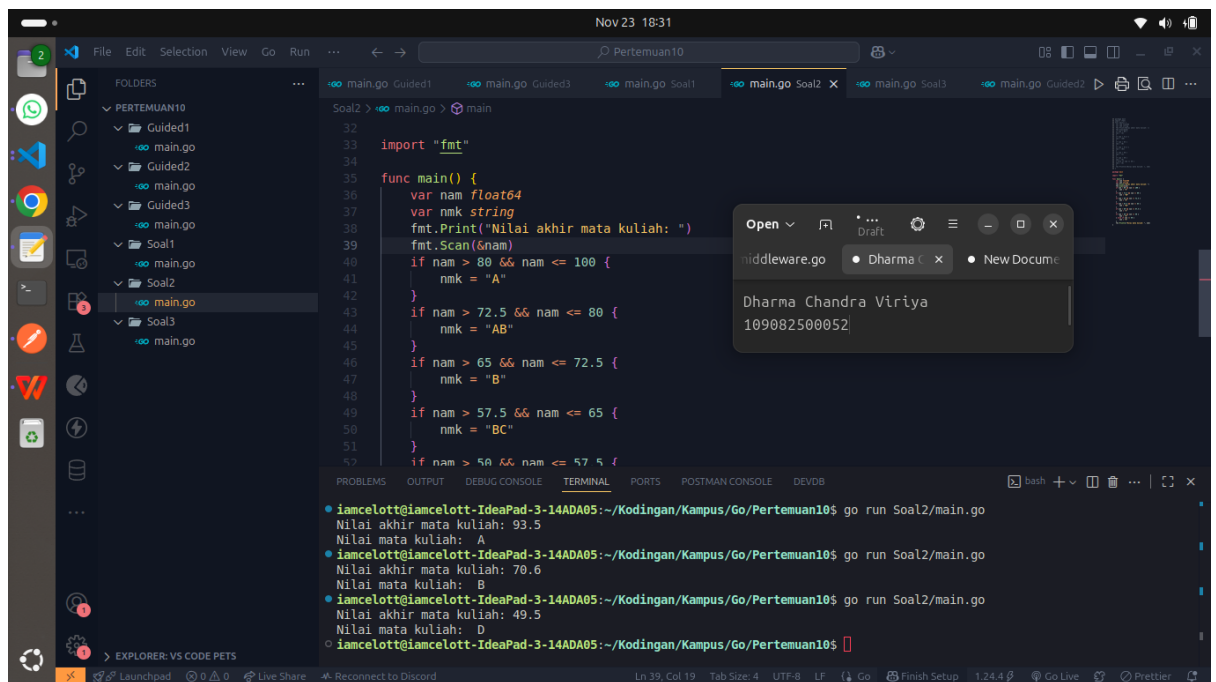 Nov 23 18:31
2
File Edit Selection View Go Run ...
Pertemuan10
FOLDERS ...
PERTEMUAN10
Guided1
main.go
Guided2
main.go
Guided3
main.go
Soal1
main.go
Soal2
main.go
Soal3
main.go
EXPLORER: VS CODE PETS
3
1
1
main.go Guided1 main.go Guided3 main.go Soal1 main.go Soal2 main.go Soal3 main.go Guided2
Soal2 > main.go > main
32
33 import "fmt"
34
35 func main() {
36 var nam float64
37 var nmk string
38 fmt.Print("Nilai akhir mata kuliah: ")
39 fmt.Scan(&nam)
40 if nam > 80 && nam <= 100 {
41 nmk = "A"
42 }
43 if nam > 72.5 && nam <= 80 {
44 nmk = "AB"
45 }
46 if nam > 65 && nam <= 72.5 {
47 nmk = "B"
48 }
49 if nam > 57.5 && nam <= 65 {
50 nmk = "BC"
51 }
52 if nam > 50 && nam <= 57.5 {
Open Draft
middleware.go Dharma C New Docume
Dharma Chandra Viriya
109082500052
PROBLEMS OUTPUT DEBUG CONSOLE TERMINAL PORTS POSTMAN CONSOLE DEVDB bash
iamcelott@iamcelott-IdeaPad-3-14ADA05:~/Kodingan/Kampus/Go/Pertemuan10$ go run Soal2/main.go
Nilai akhir mata kuliah: 93.5
Nilai mata kuliah: A
iamcelott@iamcelott-IdeaPad-3-14ADA05:~/Kodingan/Kampus/Go/Pertemuan10$ go run Soal2/main.go
Nilai akhir mata kuliah: 70.6
Nilai mata kuliah: B
iamcelott@iamcelott-IdeaPad-3-14ADA05:~/Kodingan/Kampus/Go/Pertemuan10$ go run Soal2/main.go
Nilai akhir mata kuliah: 49.5
Nilai mata kuliah: D
iamcelott@iamcelott-IdeaPad-3-14ADA05:~/Kodingan/Kampus/Go/Pertemuan10$
Launchpad 0 0 Live Share Reconnect to Discord Ln 39, Col 19 Tab Size: 4 UTF-8 LF Go Finish Setup 1.24.4 Go Live Prettier